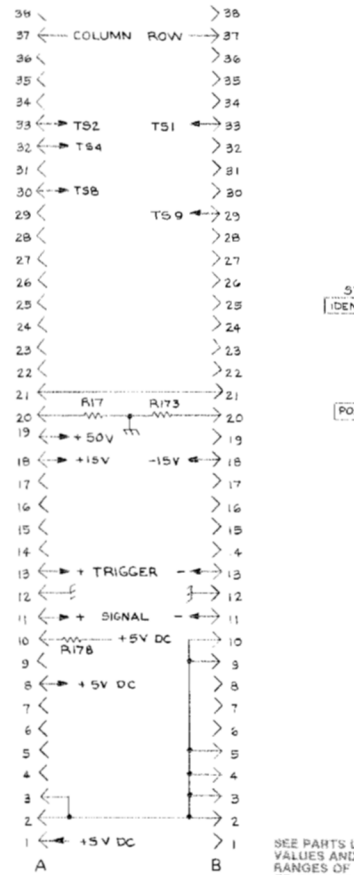 38 38
37 COLUMN ROW 37
36 36
35 35
34 34
33 TS2 TS1 33
32 TS4 32
31 31
30 TS8 30
29 TS9 29
28 28
27 27
26 26
25 25
24 24
23 23
22 22
21 21
20 R17 R173 20
19 +50V 19
18 +15V -15V 18
17 17
16 16
15 15
14 14
13 + TRIGGER - 13
12 12
11 + SIGNAL - 11
10 R178 +5V DC 10
9 9
8 +5V DC 8
7 7
6 6
5 5
4 4
3 3
2 2
1 +5V DC 1
A B
S
IDEN
PO
SEE PARTS L
VALUES AND
RANGES OF